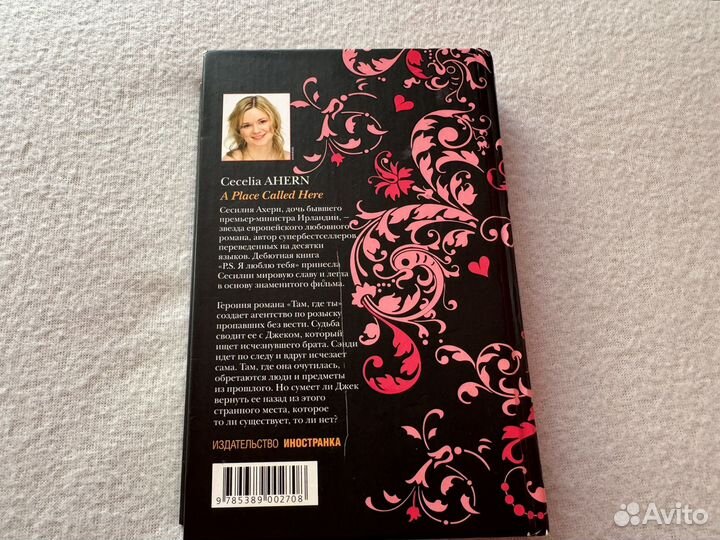 Cecelia AHERN
A Place Called Here
Сесилия Ахерн, дочь бывшего
премьер-министра Ирландии, —
звезда европейского любовного
романа, автор супербестселлеров,
переведенных на десятки
языков. Дебютная книга
«P.S. Я люблю тебя» принесла
Сесилии мировую славу и легла
в основу знаменитого фильма.
Героиня романа «Там, где ты»
создает агентство по розыску
пропавших без вести. Судьба
сводит ее с Джеком, который
ищет исчезнувшего брата. Сэнди
идет по следу и вдруг исчезает
сама. Там, где она очутилась,
обретаются люди и предметы
из прошлого. Но сумеет ли Джек
вернуть ее назад из этого
странного места, которое
то ли существует, то ли нет?
ИЗДАТЕЛЬСТВО ИНОСТРАНКА
9 785389 002708
Avito